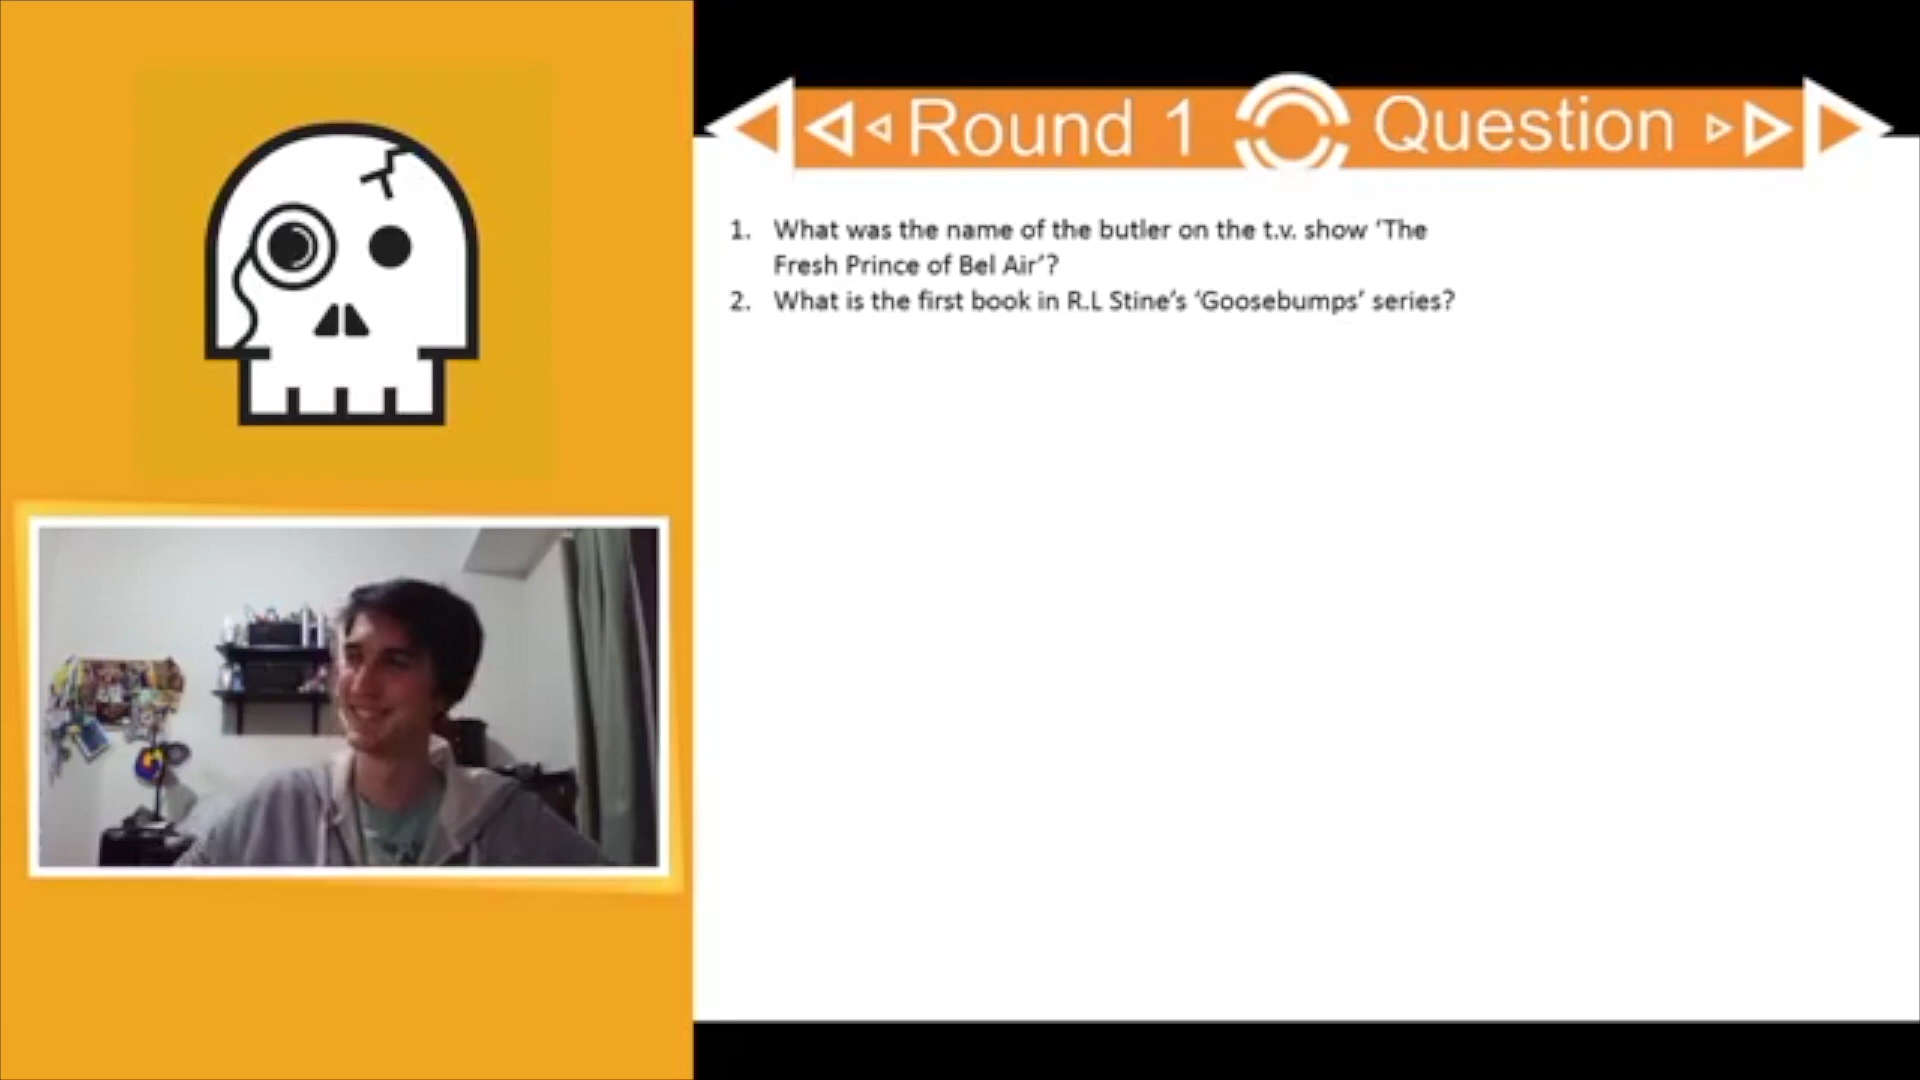 Round 1 Question
1. What was the name of the butler on the t.v. show ‘The
Fresh Prince of Bel Air’?
2. What is the first book in R.L Stine’s ‘Goosebumps’ series?